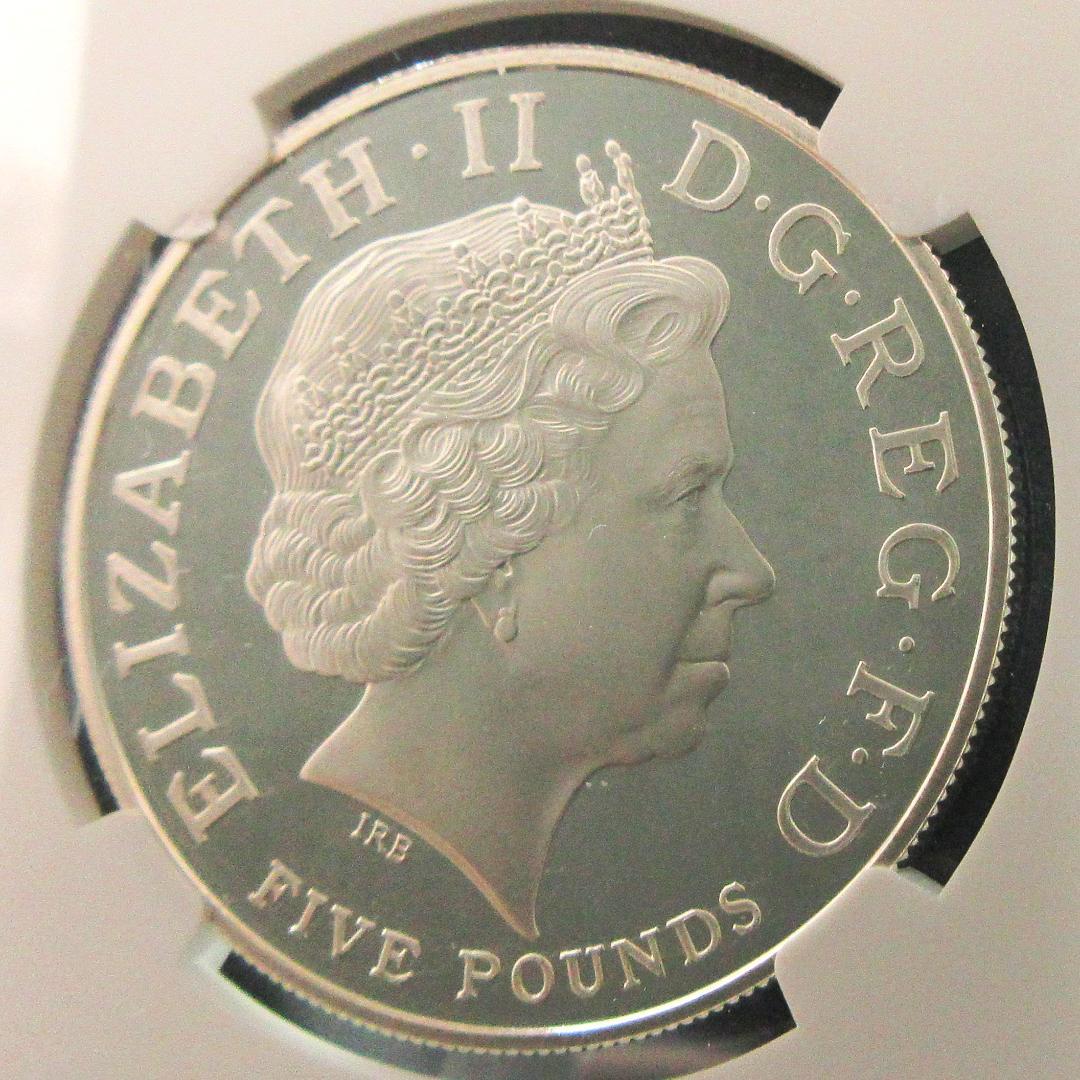 ELIZABETH · II D · G · REG · F · D
IRB
FIVE POUNDS